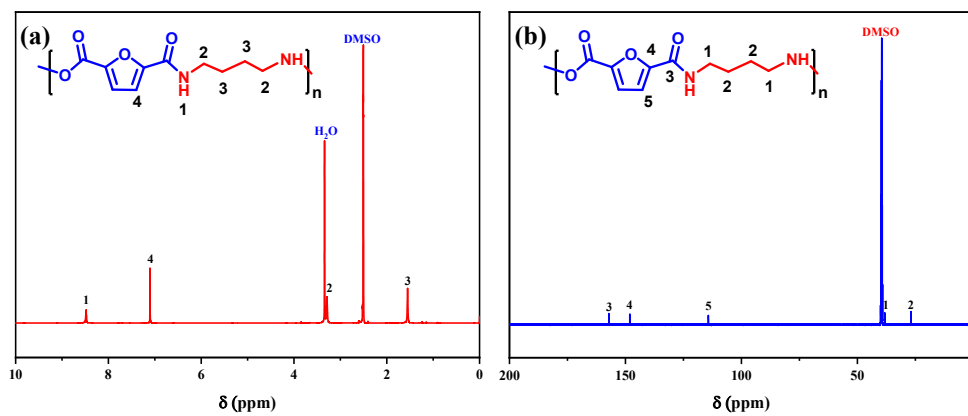 (a)
O O O O
N H NH n
2 3 3 2 1 4
DMSO
H₂O
1 4 2 3
10 8 6 4 2 0
δ (ppm)
(b)
O O O O
N H NH n
4 3 5 1 2 2 1
DMSO
3 4 5 1 2
200 150 100 50
δ (ppm)